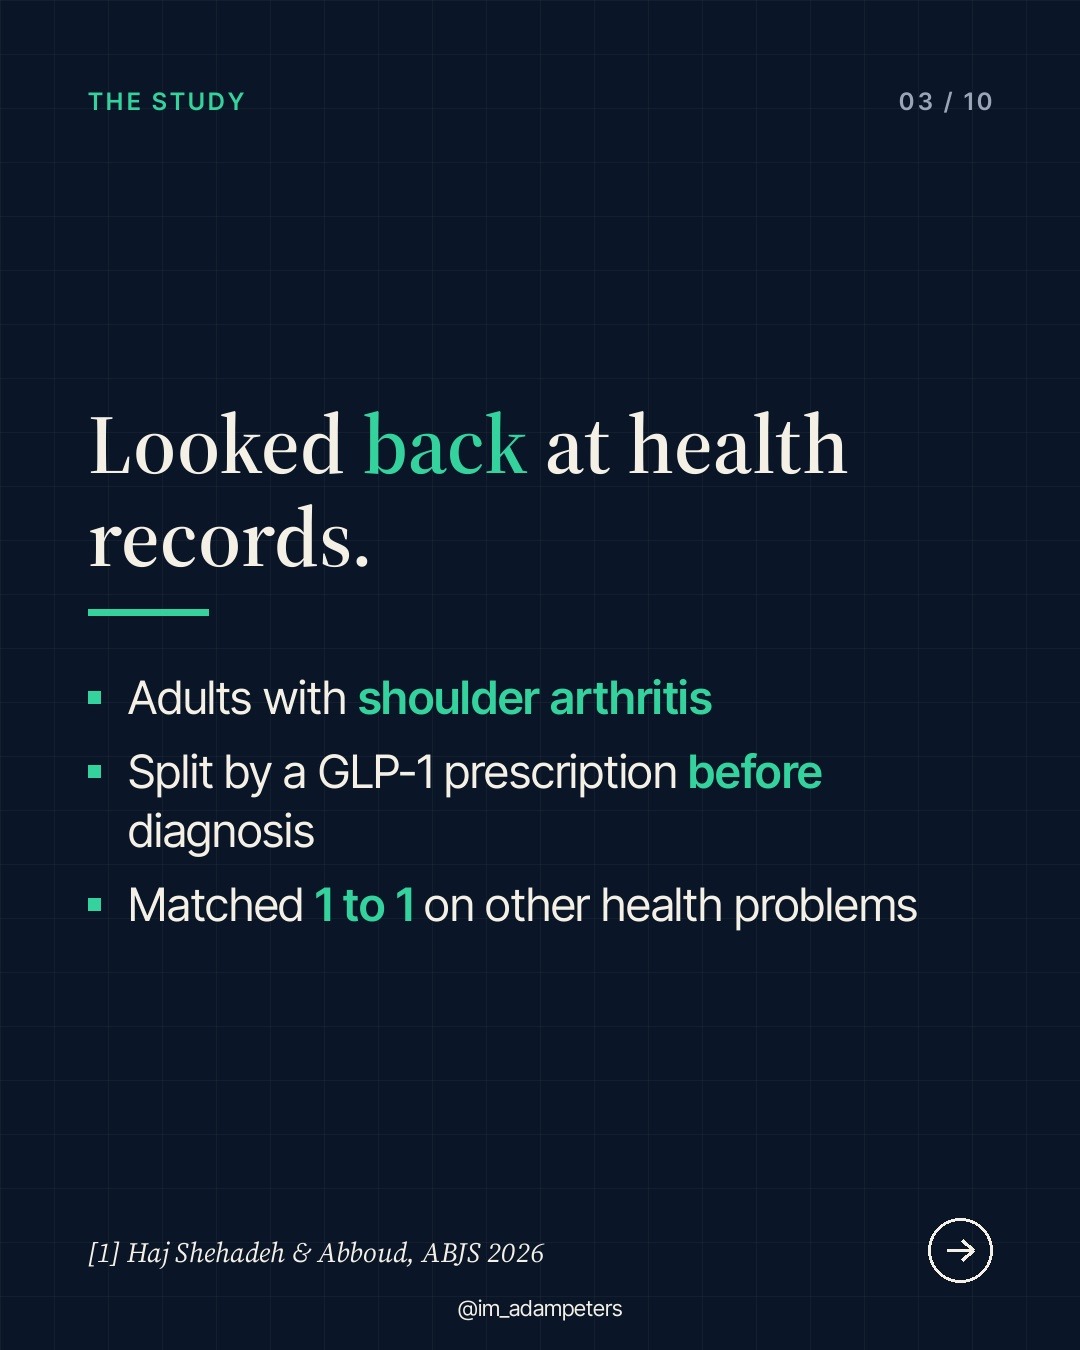 THE STUDY
03 / 10
Looked back at health
records.
Adults with shoulder arthritis
Split by a GLP-1 prescription before
diagnosis
Matched 1 to 1 on other health problems
[1] Haj Shehadeh & Abboud, ABJS 2026
@im_adampeters